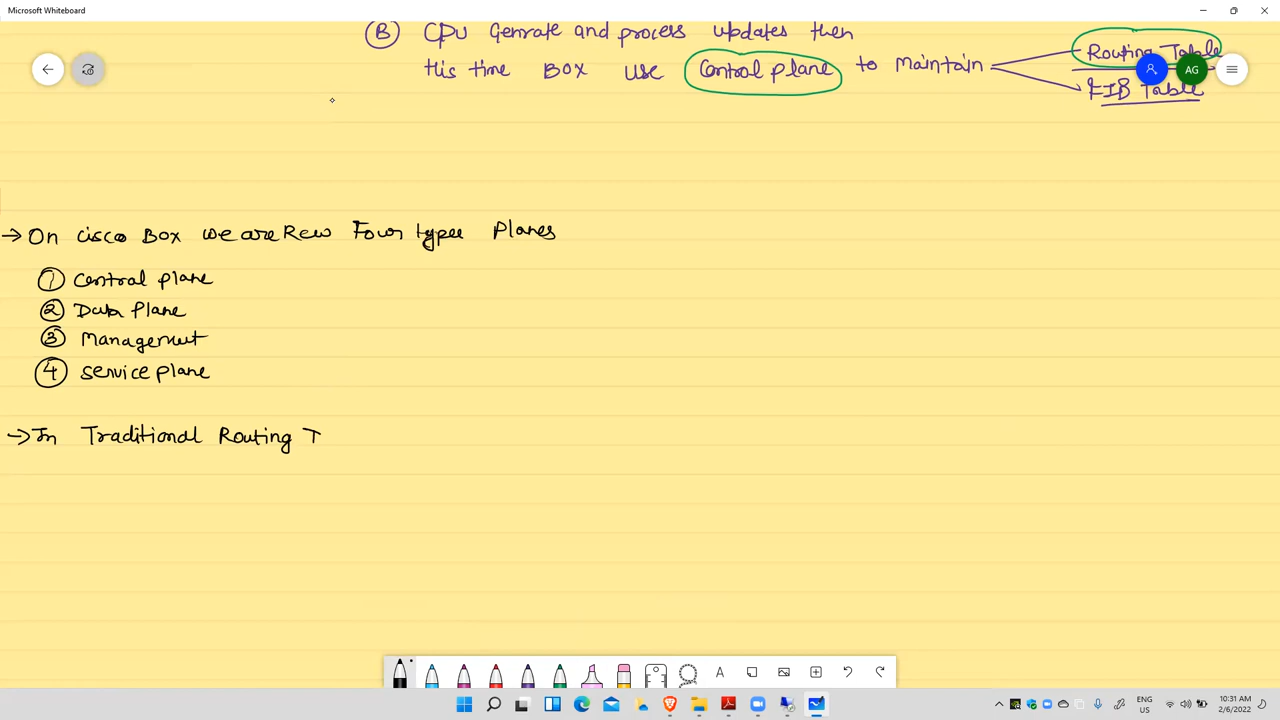 Microsoft Whiteboard
B CPU Genrate and process updates then
this time BOX use Control plane to Maintain
Routing Table
FIB Table
AG
→ On cisco Box we are Rew Four types Planes
1 Control plane
2 Data Plane
3 Management
4 Service plane
→ In Traditional Routing T
A
ENG
US
10:31 AM
2/6/2022